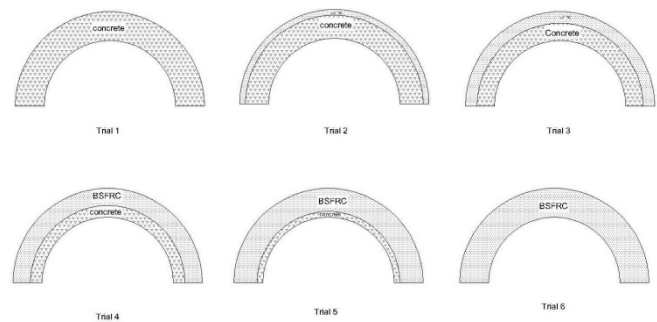 concrete
concrete
Concrete
Trial 1
Trial 2
Trial 3
BSFRC
concrete
BSFRC
concrete
BSFRC
Trial 4
Trial 5
Trial 6